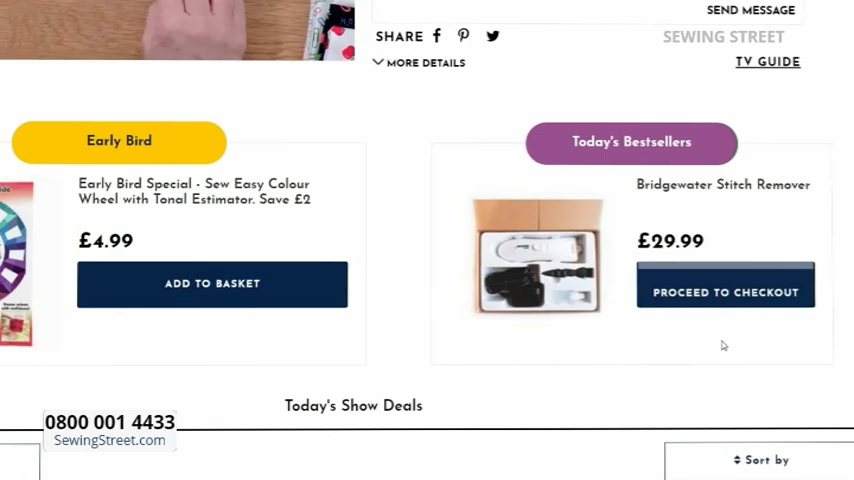 SEND MESSAGE
SHARE
SEWING STREET
MORE DETAILS
TV GUIDE
Early Bird
Today's Bestsellers
Early Bird Special - Sew Easy Colour
Wheel with Tonal Estimator. Save £2
£4.99
ADD TO BASKET
Bridgewater Stitch Remover
£29.99
PROCEED TO CHECKOUT
Today's Show Deals
0800 001 4433
SewingStreet.com
Sort by